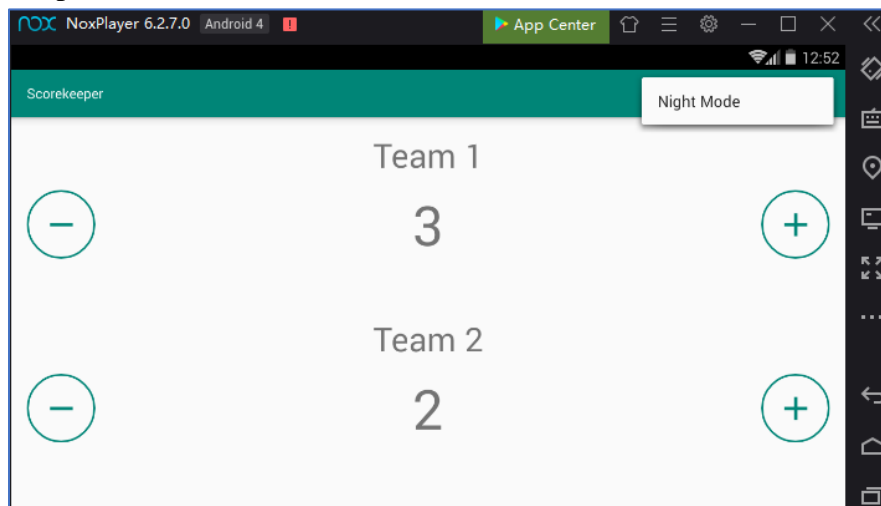 nox NoxPlayer 6.2.7.0 Android 4 ! App Center
12:52
Scorekeeper
Night Mode
Team 1
− 3 +
Team 2
− 2 +